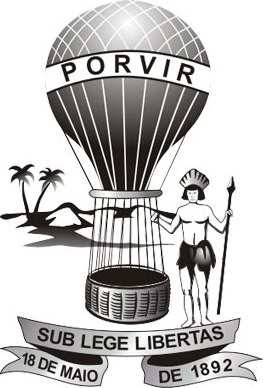 PORVIR
SUB LEGE LIBERTAS
18 DE MAIO DE 1892